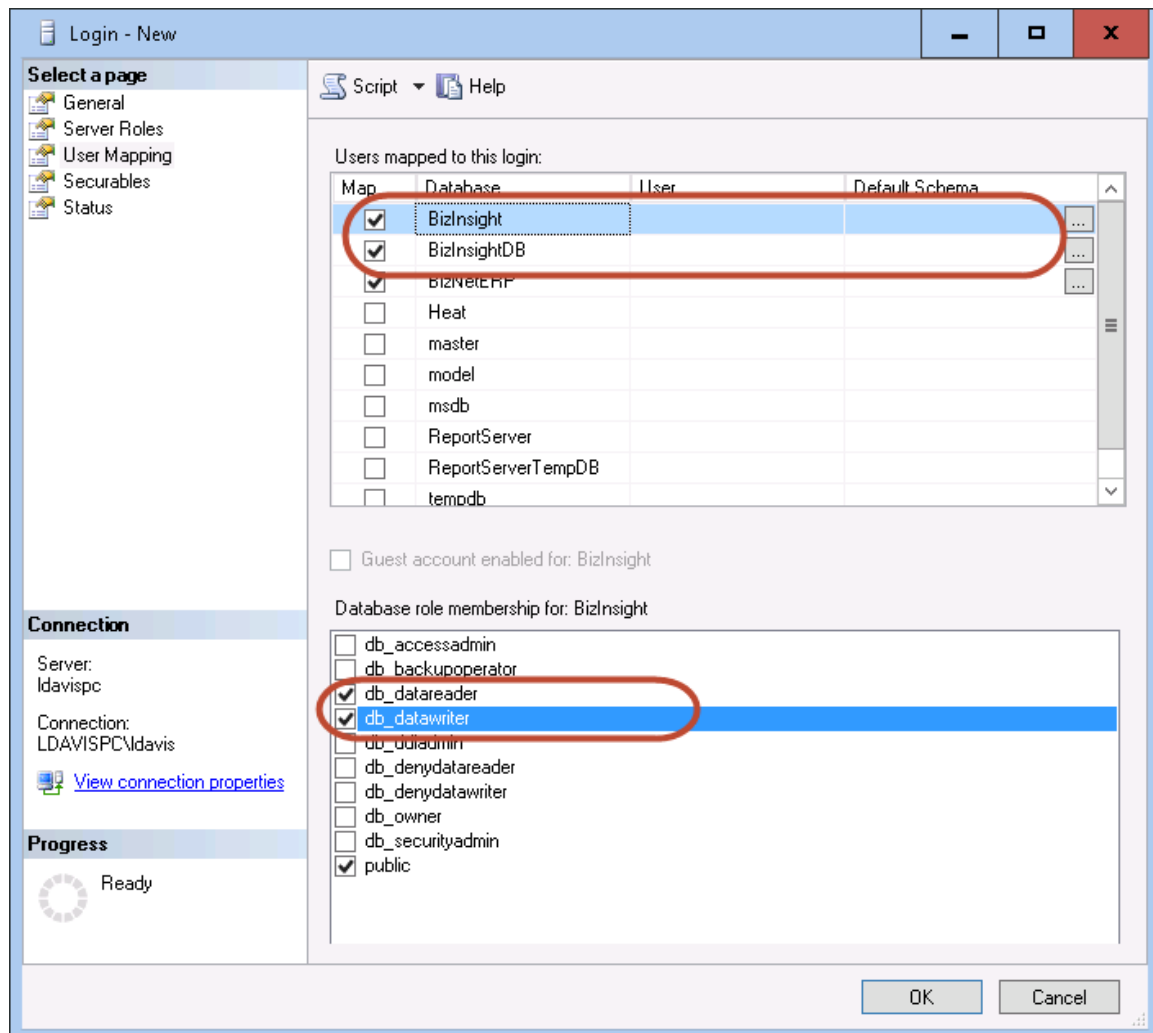 Login - New
Select a page
General
Server Roles
User Mapping
Securables
Status
Script
Help
Users mapped to this login:
Map Database User Default Schema
BizInsight ...
BizInsightDB ...
BizNetERP ...
Heat
master
model
msdb
ReportServer
ReportServerTempDB
tempdb
Guest account enabled for: BizInsight
Database role membership for: BizInsight
db_accessadmin
db_backupoperator
db_datareader
db_datawriter
db_ddladmin
db_denydatareader
db_denydatawriter
db_owner
db_securityadmin
public
Connection
Server:
ldavispc
Connection:
LDAVISPC\ldavis
View connection properties
Progress
Ready
OK Cancel